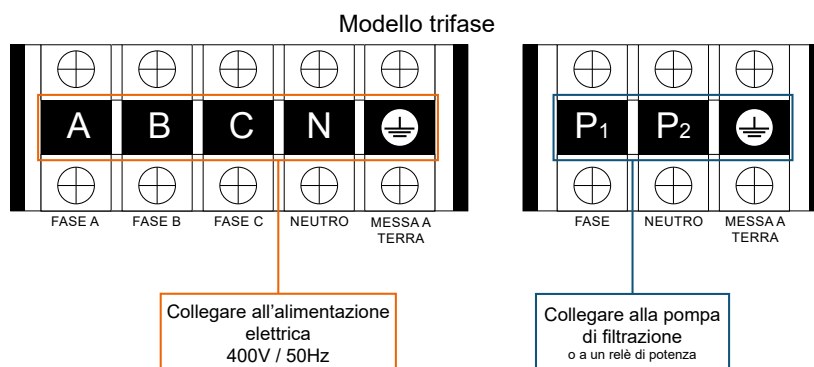 Modello trifase
A B C N
P1 P2
FASE A FASE B FASE C NEUTRO MESSA A
TERRA
FASE NEUTRO MESSA A
TERRA
Collegare all'alimentazione
elettrica
400V / 50Hz
Collegare alla pompa
di filtrazione
o a un relè di potenza